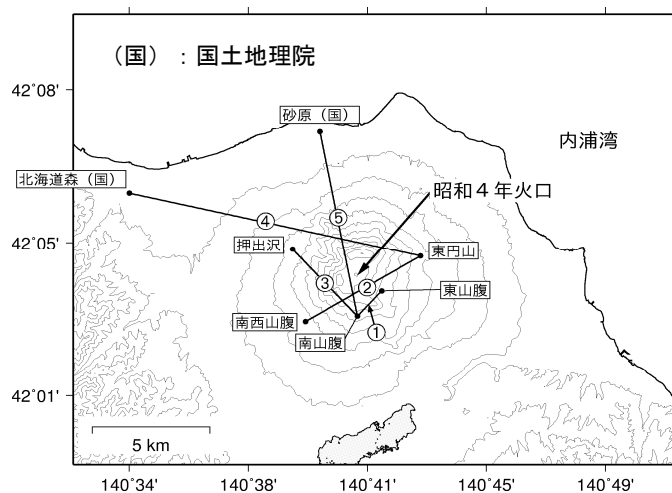 （国）：国土地理院
42°08'
砂原（国）
内浦湾
北海道森（国）
昭和４年火口
⑤
④
42°05'
押出沢
東円山
③
②
東山腹
南西山腹
南山腹
①
42°01'
5 km
140°34'
140°38'
140°41'
140°45'
140°49'